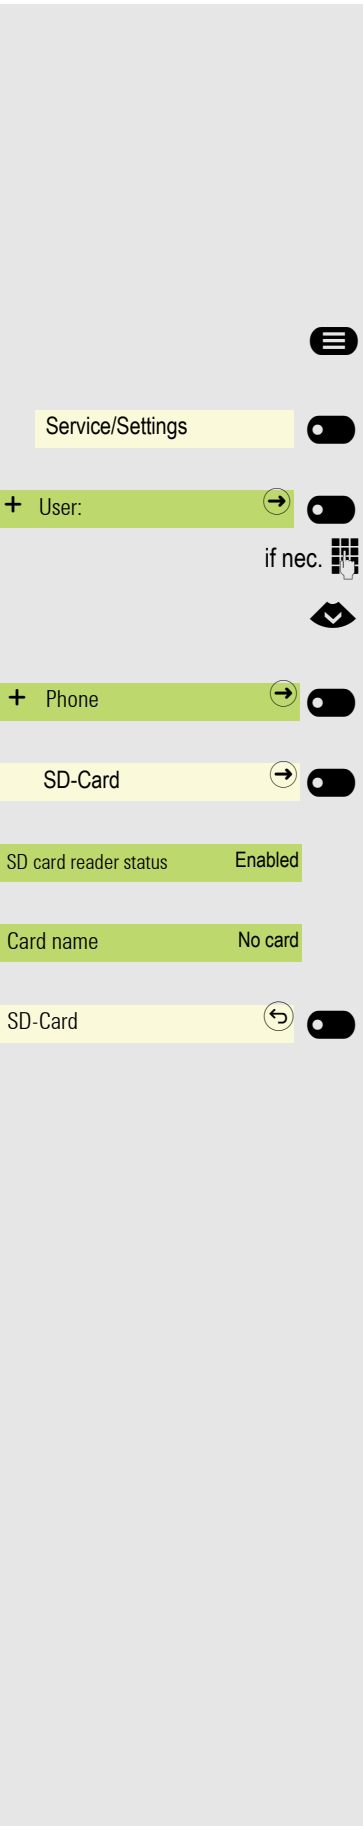 Service/Settings
+ User:
if nec.
+ Phone
SD-Card
SD card reader status Enabled
Card name No card
SD-Card